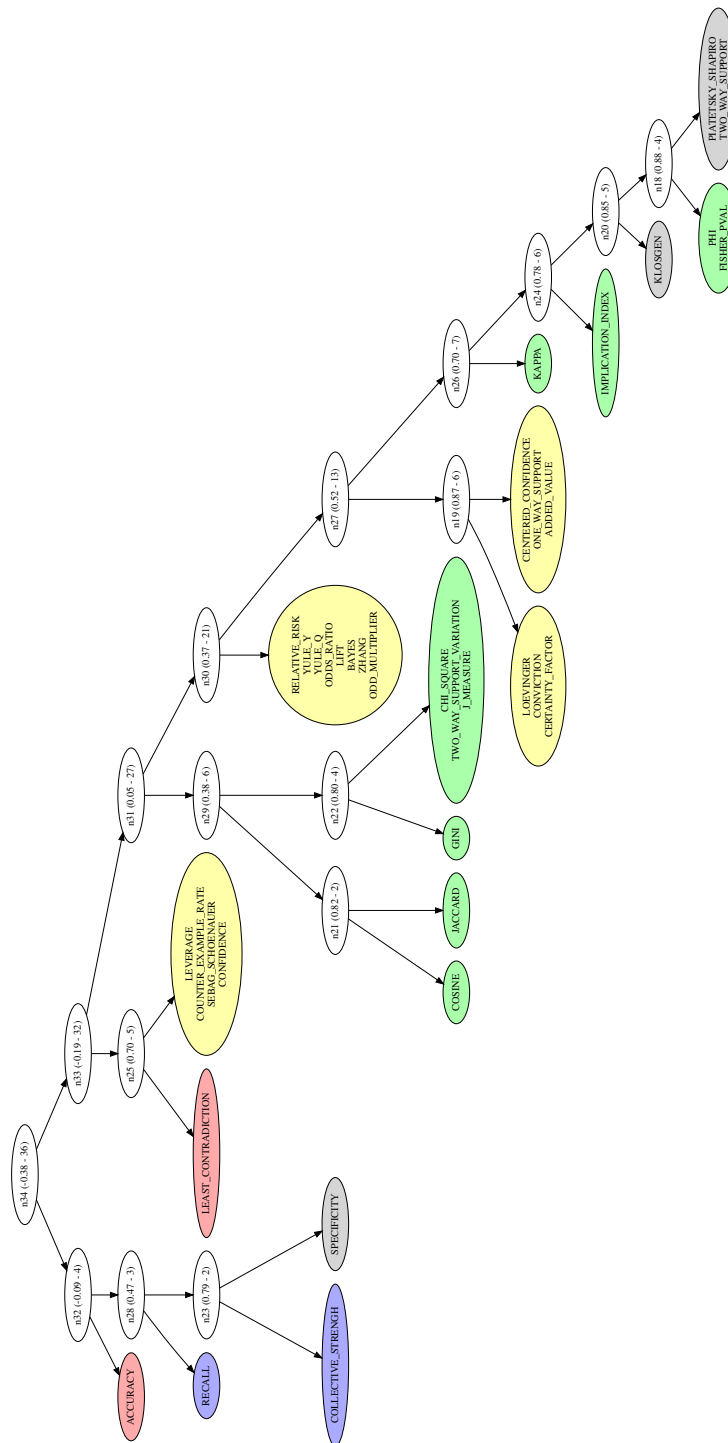 n34 (-0.38 - 36)
n32 (-0.09 - 4)
n33 (-0.19 - 32)
ACCURACY
n28 (0.47 - 3)
n25 (0.70 - 5)
n31 (0.05 - 27)
RECALL
n23 (0.79 - 2)
LEAST_CONTRADICTION
LEVERAGE
COUNTER_EXAMPLE_RATE
SEBAG_SCHOENAUER
CONFIDENCE
n29 (0.38 - 6)
n30 (0.37 - 21)
COLLECTIVE_STRENGH
SPECIFICITY
n21 (0.82 - 2)
n22 (0.80 - 4)
RELATIVE_RISK
YULE_Y
YULE_Q
ODDS_RATIO
LIFT
BAYES
ZHANG
ODD_MULTIPLIER
n27 (0.52 - 13)
COSINE
JACCARD
GINI
CHI_SQUARE
TWO_WAY_SUPPORT_VARIATION
J_MEASURE
n19 (0.87 - 6)
n26 (0.70 - 7)
LOEVINGER
CONVICTION
CERTAINTY_FACTOR
CENTERED_CONFIDENCE
ONE_WAY_SUPPORT
ADDED_VALUE
KAPPA
n24 (0.78 - 6)
IMPLICATION_INDEX
n20 (0.85 - 5)
KLOSGEN
n18 (0.88 - 4)
PHI
FISHER_PVAL
PIATETSKY_SHAPIRO
TWO_WAY_SUPPORT